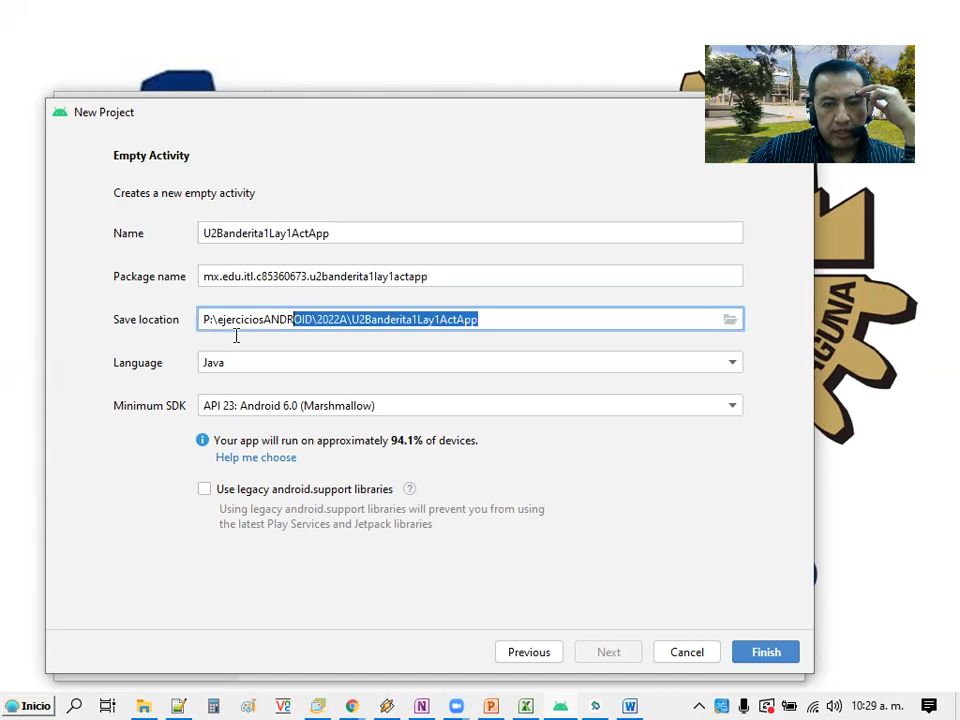 New Project
Empty Activity
Creates a new empty activity
Name U2Banderita1Lay1ActApp
Package name mx.edu.itl.c85360673.u2banderita1lay1actapp
Save location P:\ejerciciosANDROID\2022A\U2Banderita1Lay1ActApp
Language Java
Minimum SDK API 23: Android 6.0 (Marshmallow)
Your app will run on approximately 94.1% of devices.
Help me choose
Use legacy android.support libraries ?
Using legacy android.support libraries will prevent you from using
the latest Play Services and Jetpack libraries
Previous Next Cancel Finish
LAGUNA
Inicio 10:29 a. m.